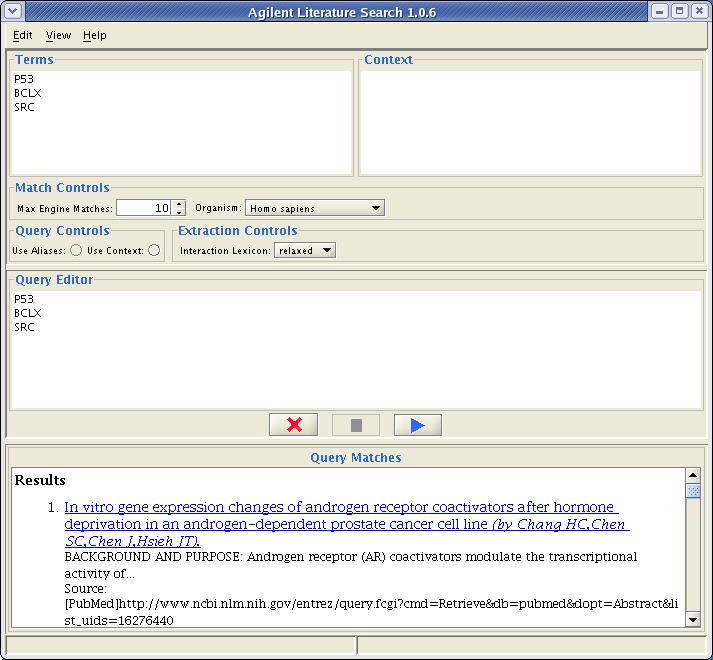 Agilent Literature Search 1.0.6
Edit View Help
Terms
P53
BCLX
SRC
Context
Match Controls
Max Engine Matches: 10 Organism: Homo sapiens
Query Controls
Use Aliases: Use Context:
Extraction Controls
Interaction Lexicon: relaxed
Query Editor
P53
BCLX
SRC
Query Matches
Results
1. In vitro gene expression changes of androgen receptor coactivators after hormone
deprivation in an androgen-dependent prostate cancer cell line (by Chang HC,Chen
SC,Chen J,Hsieh JT).
BACKGROUND AND PURPOSE: Androgen receptor (AR) coactivators modulate the transcriptional
activity of...
Source:
[PubMed]http://www.ncbi.nlm.nih.gov/entrez/query.fcgi?cmd=Retrieve&db=pubmed&dopt=Abstract&li
st_uids=16276440